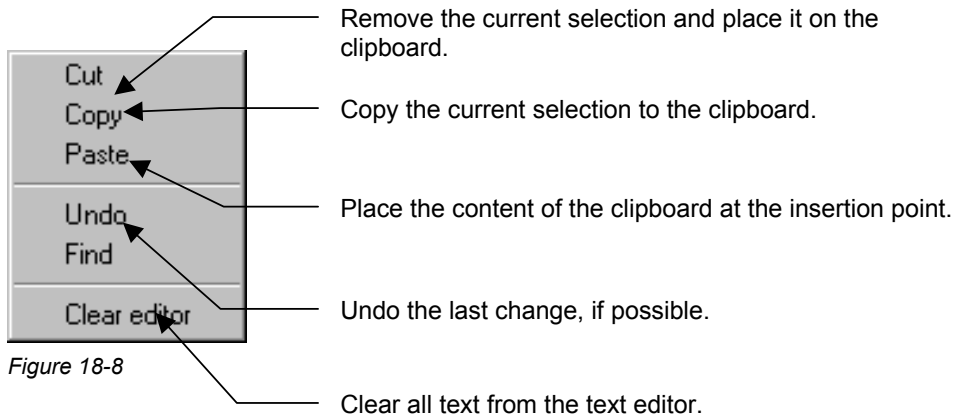 Remove the current selection and place it on the
clipboard.
Cut
Copy
Copy the current selection to the clipboard.
Paste
Place the content of the clipboard at the insertion point.
Undo
Find
Undo the last change, if possible.
Clear editor
Figure 18-8
Clear all text from the text editor.